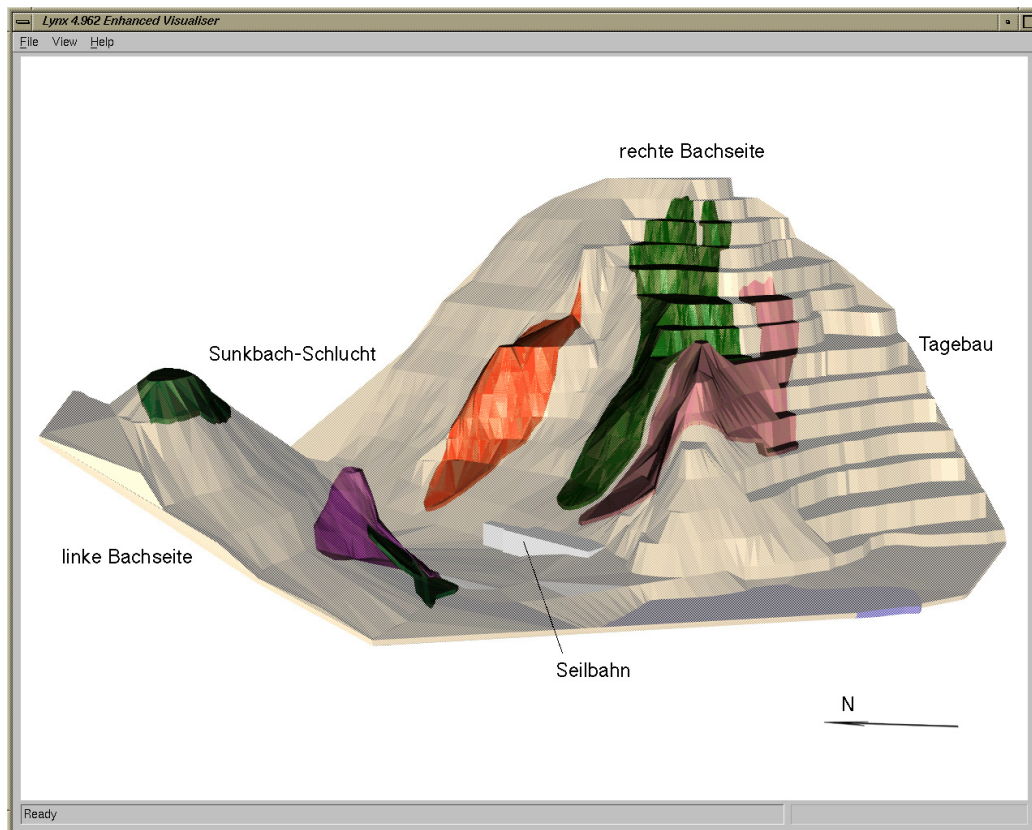 Lynx 4.962 Enhanced Visualiser
File View Help
rechte Bachseite
Tagebau
Sunkbach-Schlucht
linke Bachseite
Seilbahn
N
Ready